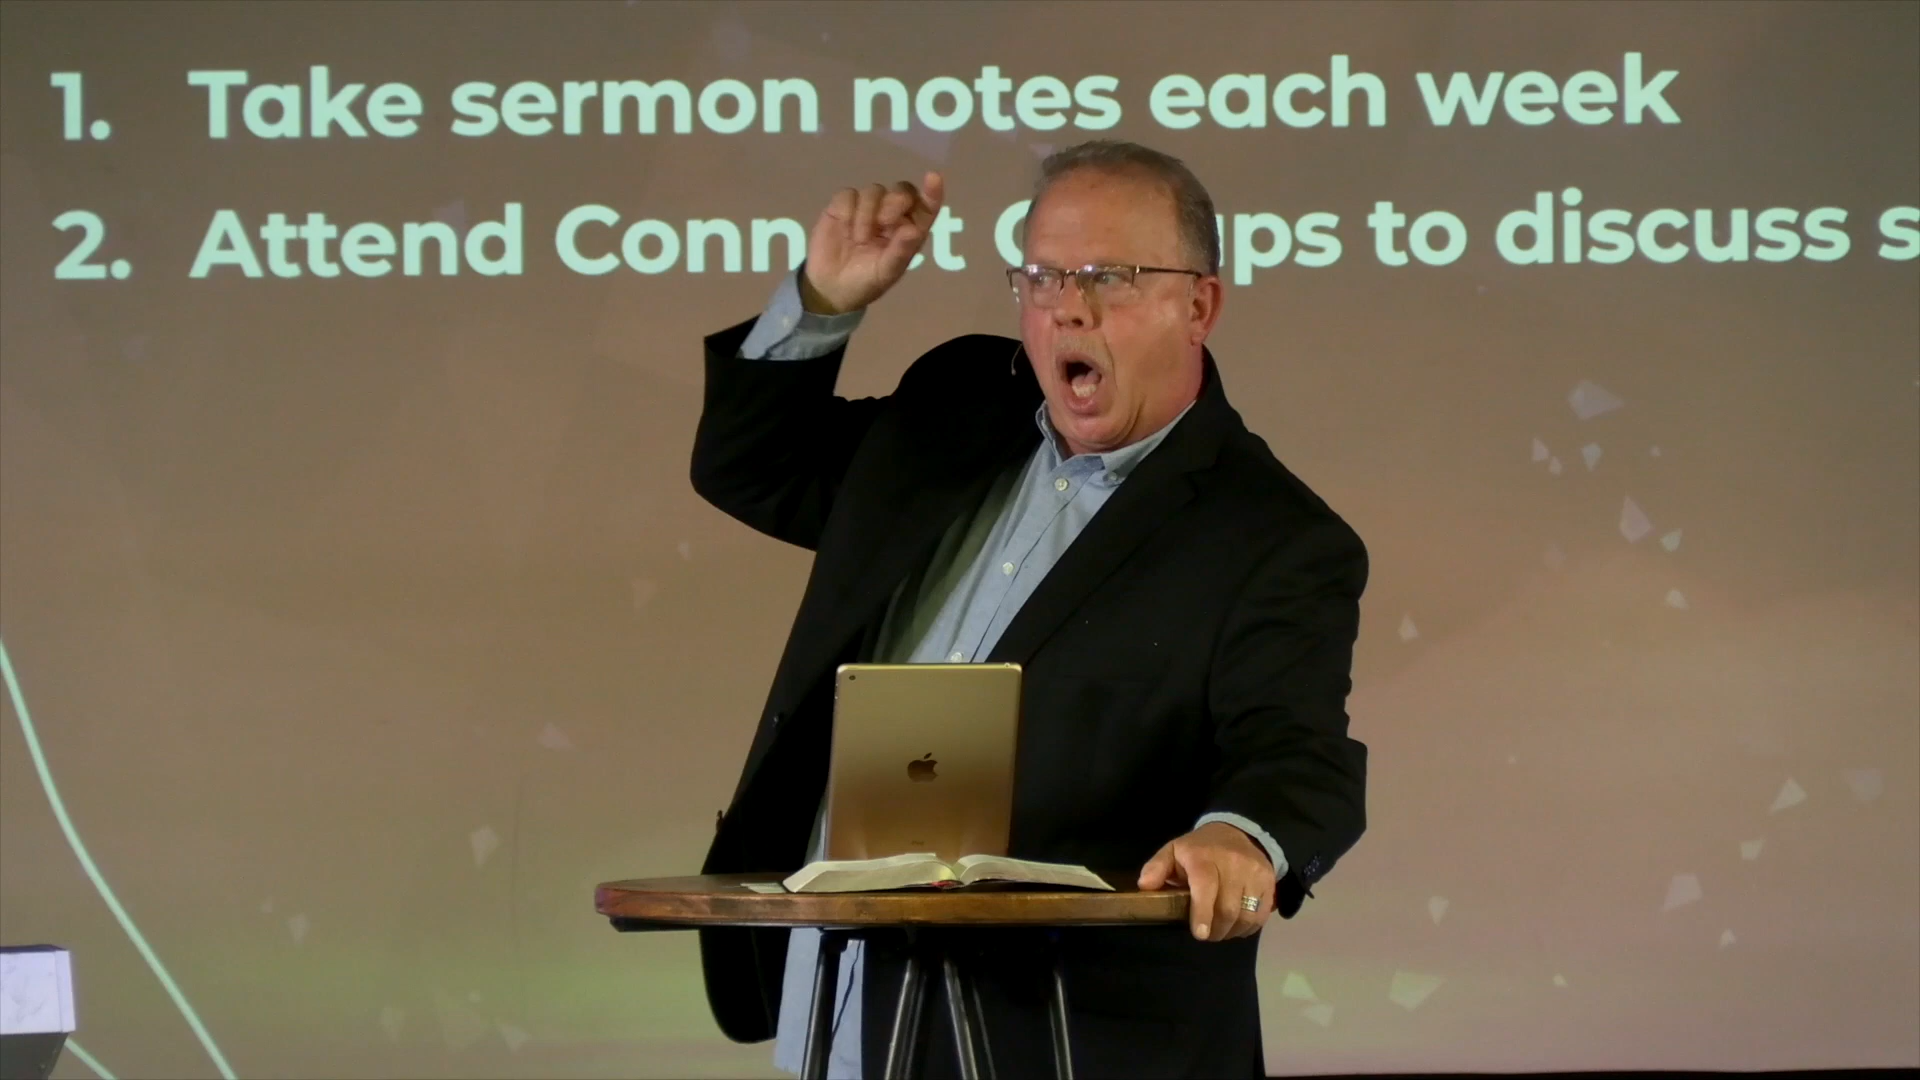 1. Take sermon notes each week
2. Attend to discuss